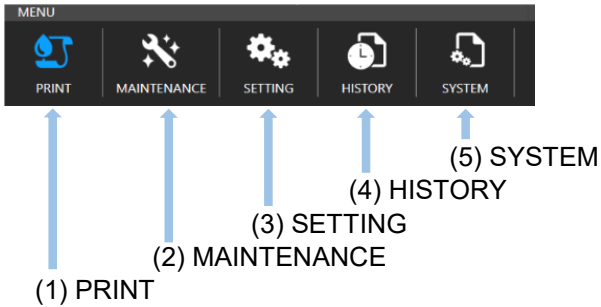 MENU
PRINT MAINTENANCE SETTING HISTORY SYSTEM
(5) SYSTEM
(4) HISTORY
(3) SETTING
(2) MAINTENANCE
(1) PRINT